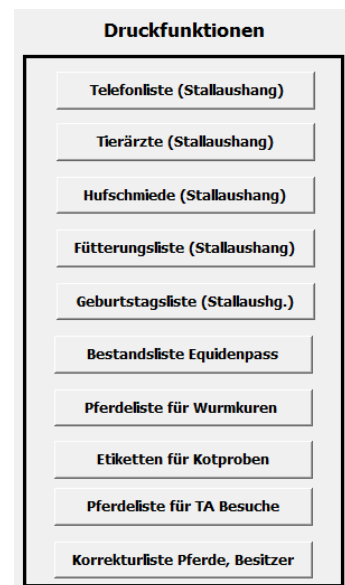 Druckfunktionen
Telefonliste (Stallaushang)
Tierärzte (Stallaushang)
Hufschmiede (Stallaushang)
Fütterungsliste (Stallaushang)
Geburtstagsliste (Stallaushg.)
Bestandsliste Equidenpass
Pferdeliste für Wurmkuren
Etiketten für Kotproben
Pferdeliste für TA Besuche
Korrekturliste Pferde, Besitzer